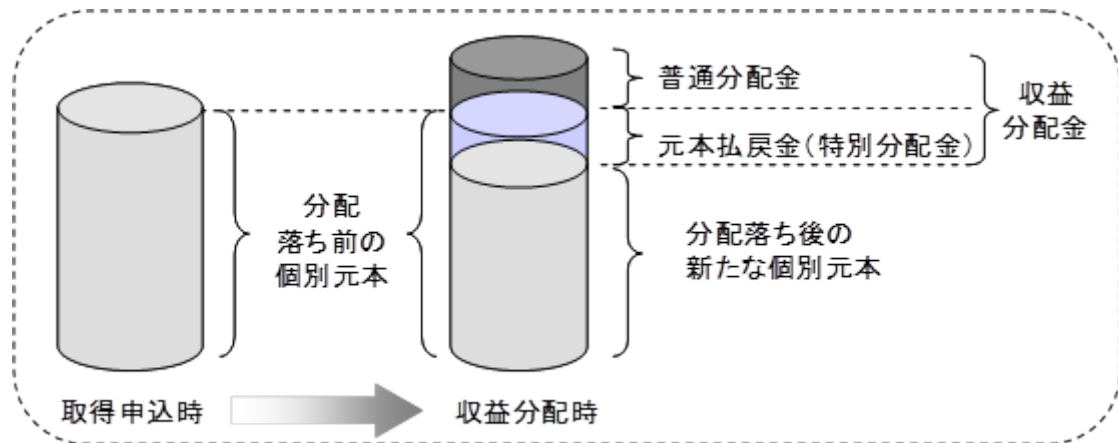 普通分配金
元本払戻金(特別分配金)
収益
分配金
分配
落ち前の
個別元本
分配落ち後の
新たな個別元本
取得申込時
収益分配時